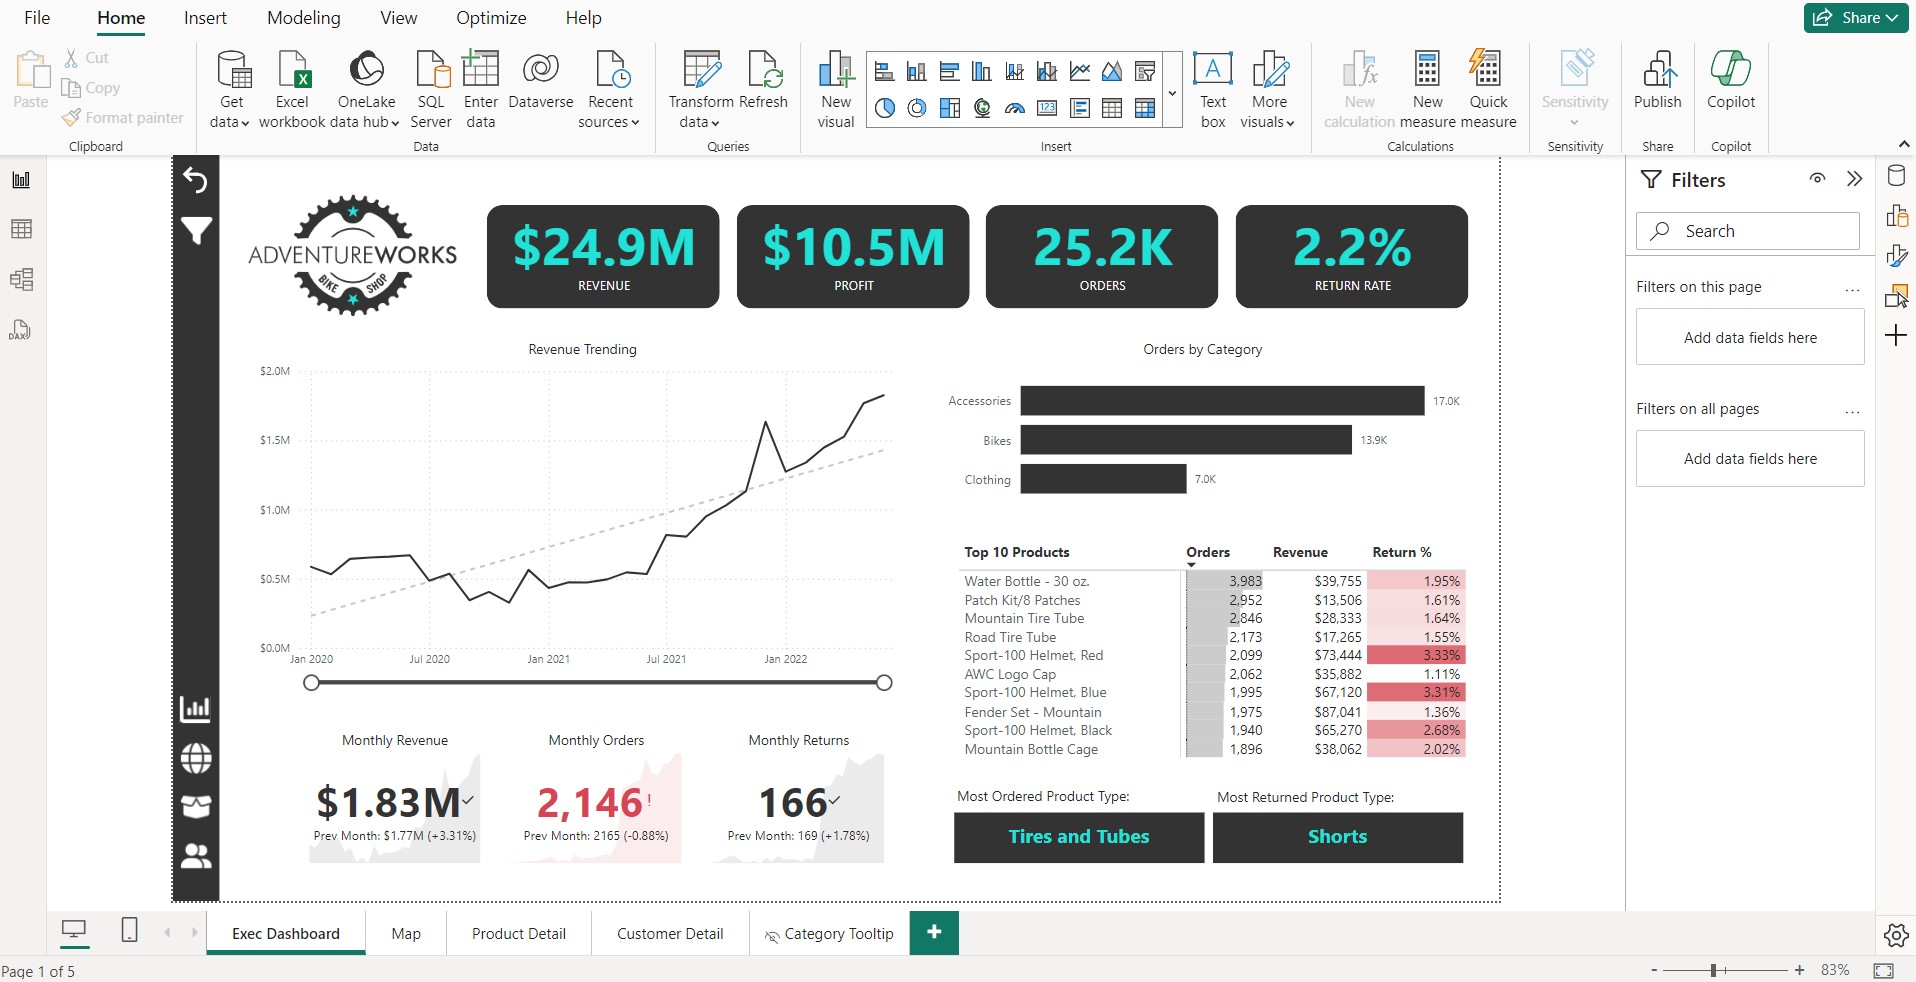 File Home Insert Modeling View Optimize Help Share
Paste Cut
Copy
Format painter
Clipboard
Get data Excel workbook OneLake data hub SQL Server Enter data Dataverse Recent sources
Data
Transform data Refresh
Queries
New visual
123
Text box More visuals
Insert
New calculation New measure Quick measure
Calculations
Sensitivity
Sensitivity
Publish
Share
Copilot
Copilot
DAX
ADVENTUREWORKS
BIKE SHOP
$24.9M
REVENUE
$10.5M
PROFIT
25.2K
ORDERS
2.2%
RETURN RATE
Revenue Trending
$2.0M
$1.5M
$1.0M
$0.5M
$0.0M
Jan 2020 Jul 2020 Jan 2021 Jul 2021 Jan 2022
Orders by Category
Accessories 17.0K
Bikes 13.9K
Clothing 7.0K
Top 10 Products Orders Revenue Return %
Water Bottle - 30 oz. 3,983 $39,755 1.95%
Patch Kit/8 Patches 2,952 $13,506 1.61%
Mountain Tire Tube 2,846 $28,333 1.64%
Road Tire Tube 2,173 $17,265 1.55%
Sport-100 Helmet, Red 2,099 $73,444 3.33%
AWC Logo Cap 2,062 $35,882 1.11%
Sport-100 Helmet, Blue 1,995 $67,120 3.31%
Fender Set - Mountain 1,975 $87,041 1.36%
Sport-100 Helmet, Black 1,940 $65,270 2.68%
Mountain Bottle Cage 1,896 $38,062 2.02%
Monthly Revenue
$1.83M
Prev Month: $1.77M (+3.31%)
Monthly Orders
2,146!
Prev Month: 2165 (-0.88%)
Monthly Returns
166
Prev Month: 169 (+1.78%)
Most Ordered Product Type:
Tires and Tubes
Most Returned Product Type:
Shorts
Filters
Search
Filters on this page ...
Add data fields here
Filters on all pages ...
Add data fields here
Exec Dashboard Map Product Detail Customer Detail Category Tooltip +
Page 1 of 5
- + 83%